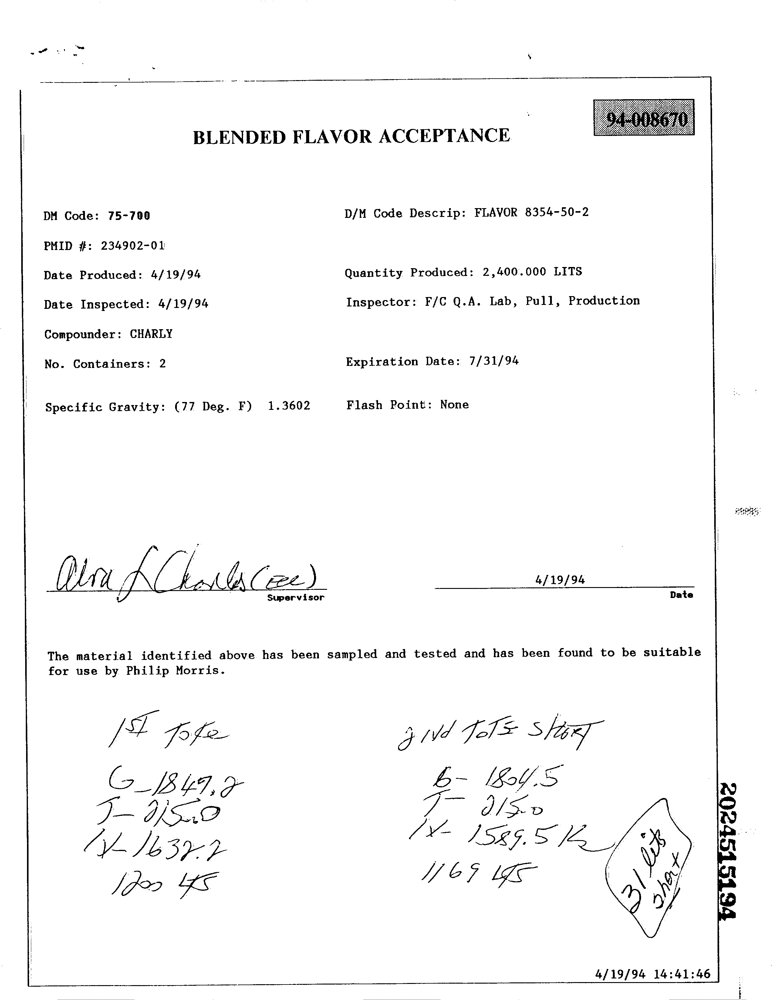 94-008670
BLENDED FLAVOR ACCEPTANCE
DM Code: 75-700
D/M Code Descrip: FLAVOR 8354-50-2
PMID #: 234902-01
Date Produced: 4/19/94
Quantity Produced: 2,400.000 LITS
Date Inspected: 4/19/94
Inspector: F/C Q.A. Lab, Pull, Production
Compounder: CHARLY
No. Containers: 2
Expiration Date: 7/31/94
Specific Gravity: (77 Deg. F) 1.3602
Flash Point: None
Alva L Charles
Supervisor
4/19/94
Date
The material identified above has been sampled and tested and has been found to be suitable
for use by Philip Morris.
1ST Tote
G-1847.2
T-215.0
N-1632.2
1200 LTS
2nd Tote SHORT
G- 1804.5
T- 215.0
N- 1589.5 K
1169 LTS
31 lits
short
2024515194
4/19/94 14:41:46